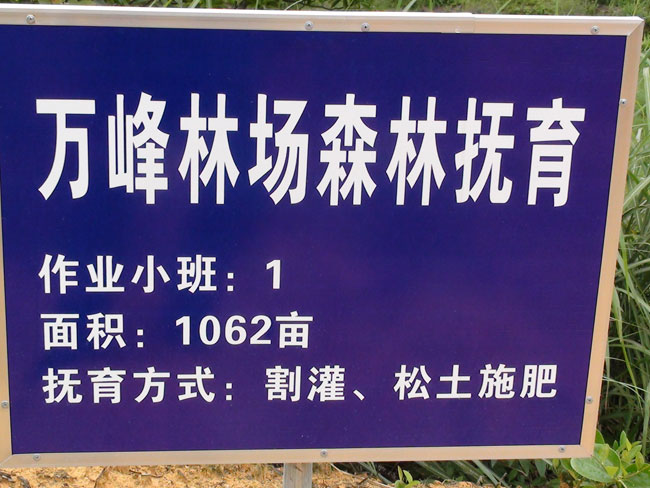 万峰林场森林抚育
作业小班：1
面积：1062亩
抚育方式：割灌、松土施肥